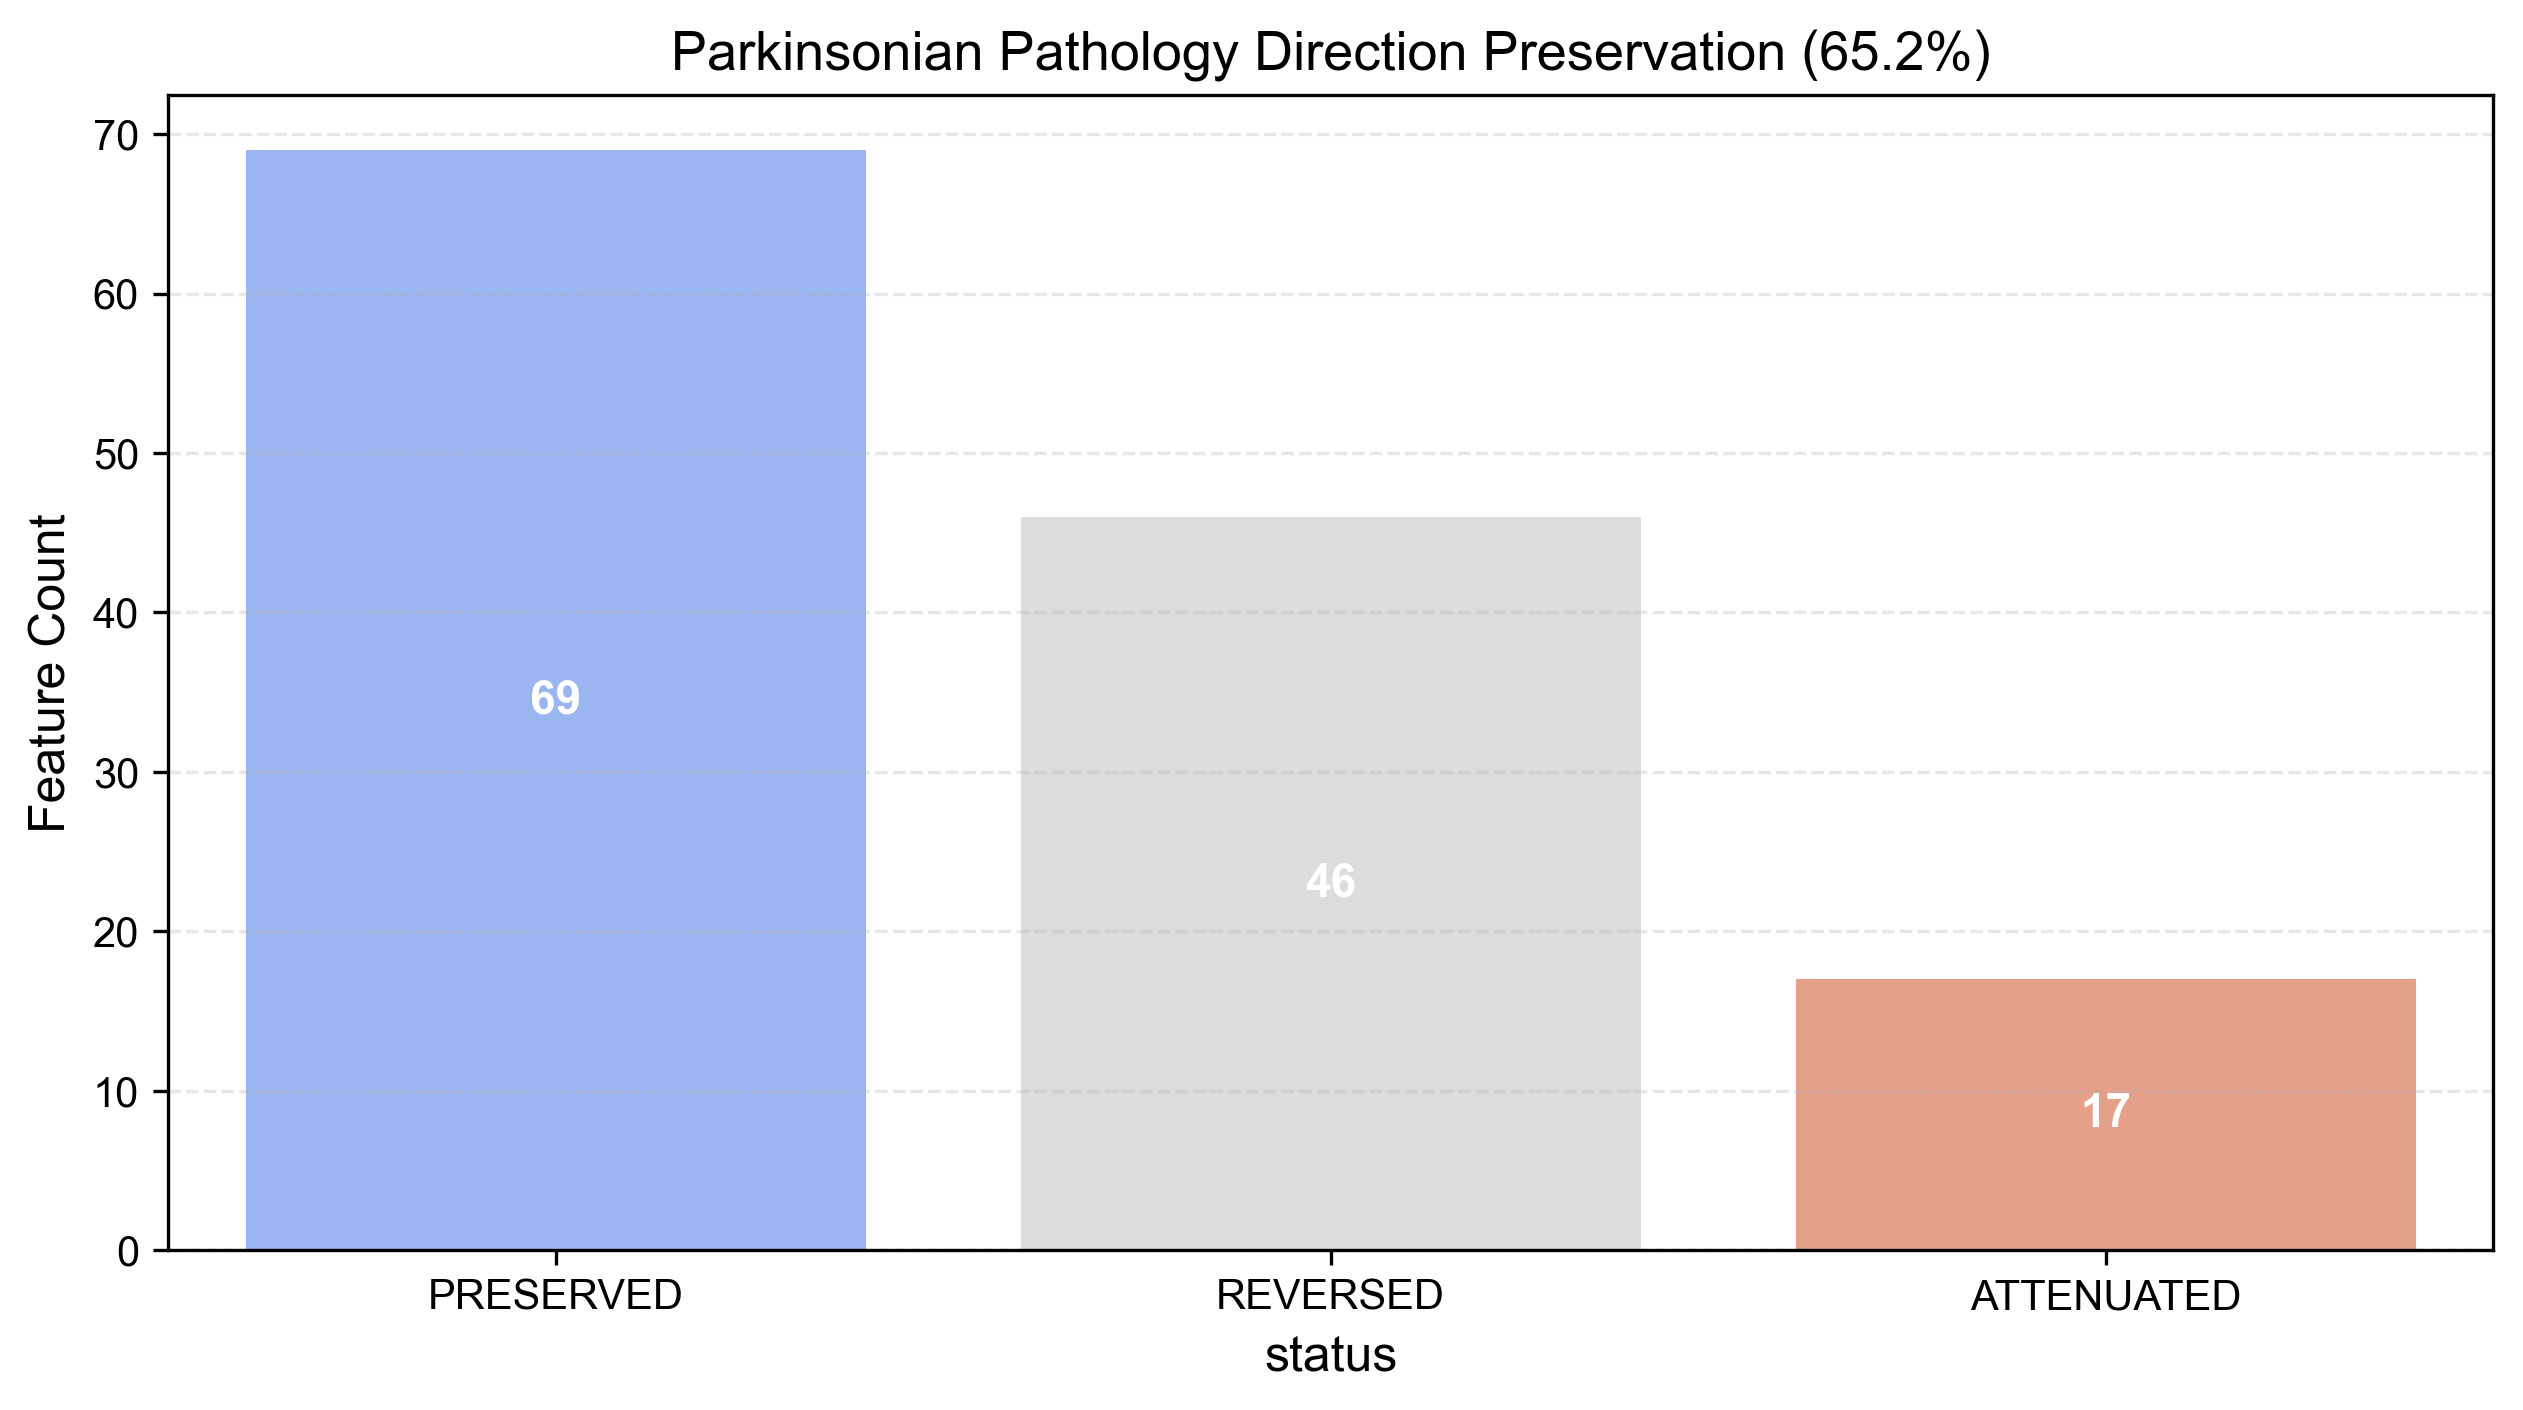 Parkinsonian Pathology Direction Preservation (65.2%)
70
60
50
40
30
20
10
0
Feature Count
69
46
17
PRESERVED
REVERSED
ATTENUATED
status